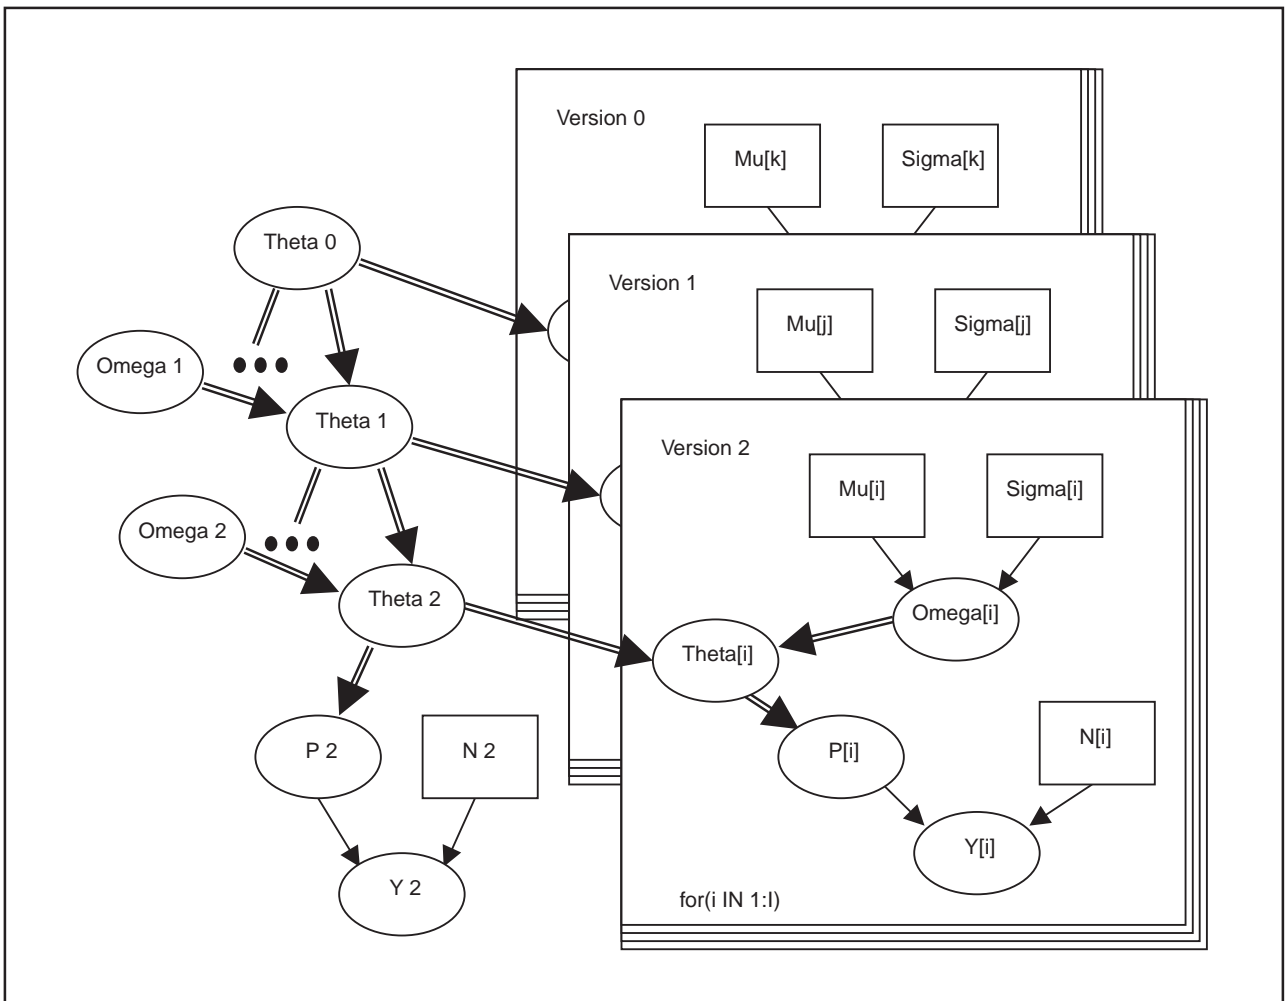 Version 0
Mu[k]
Sigma[k]
Theta 0
Version 1
Mu[j]
Sigma[j]
Omega 1
Theta 1
Version 2
Mu[i]
Sigma[i]
Omega 2
Theta 2
Omega[i]
Theta[i]
P 2
N 2
P[i]
N[i]
Y 2
Y[i]
for(i IN 1:I)